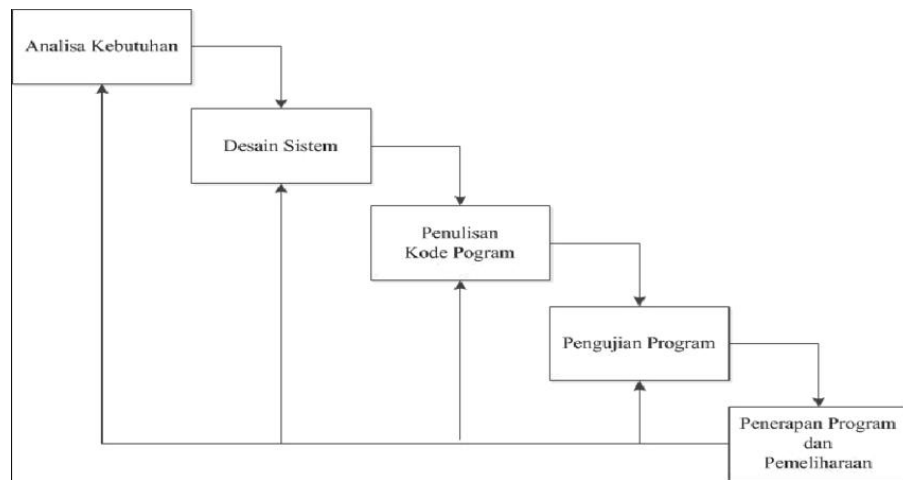 Analisa Kebutuhan
Desain Sistem
Penulisan
Kode Pogram
Pengujian Program
Penerapan Program
dan
Pemeliharaan